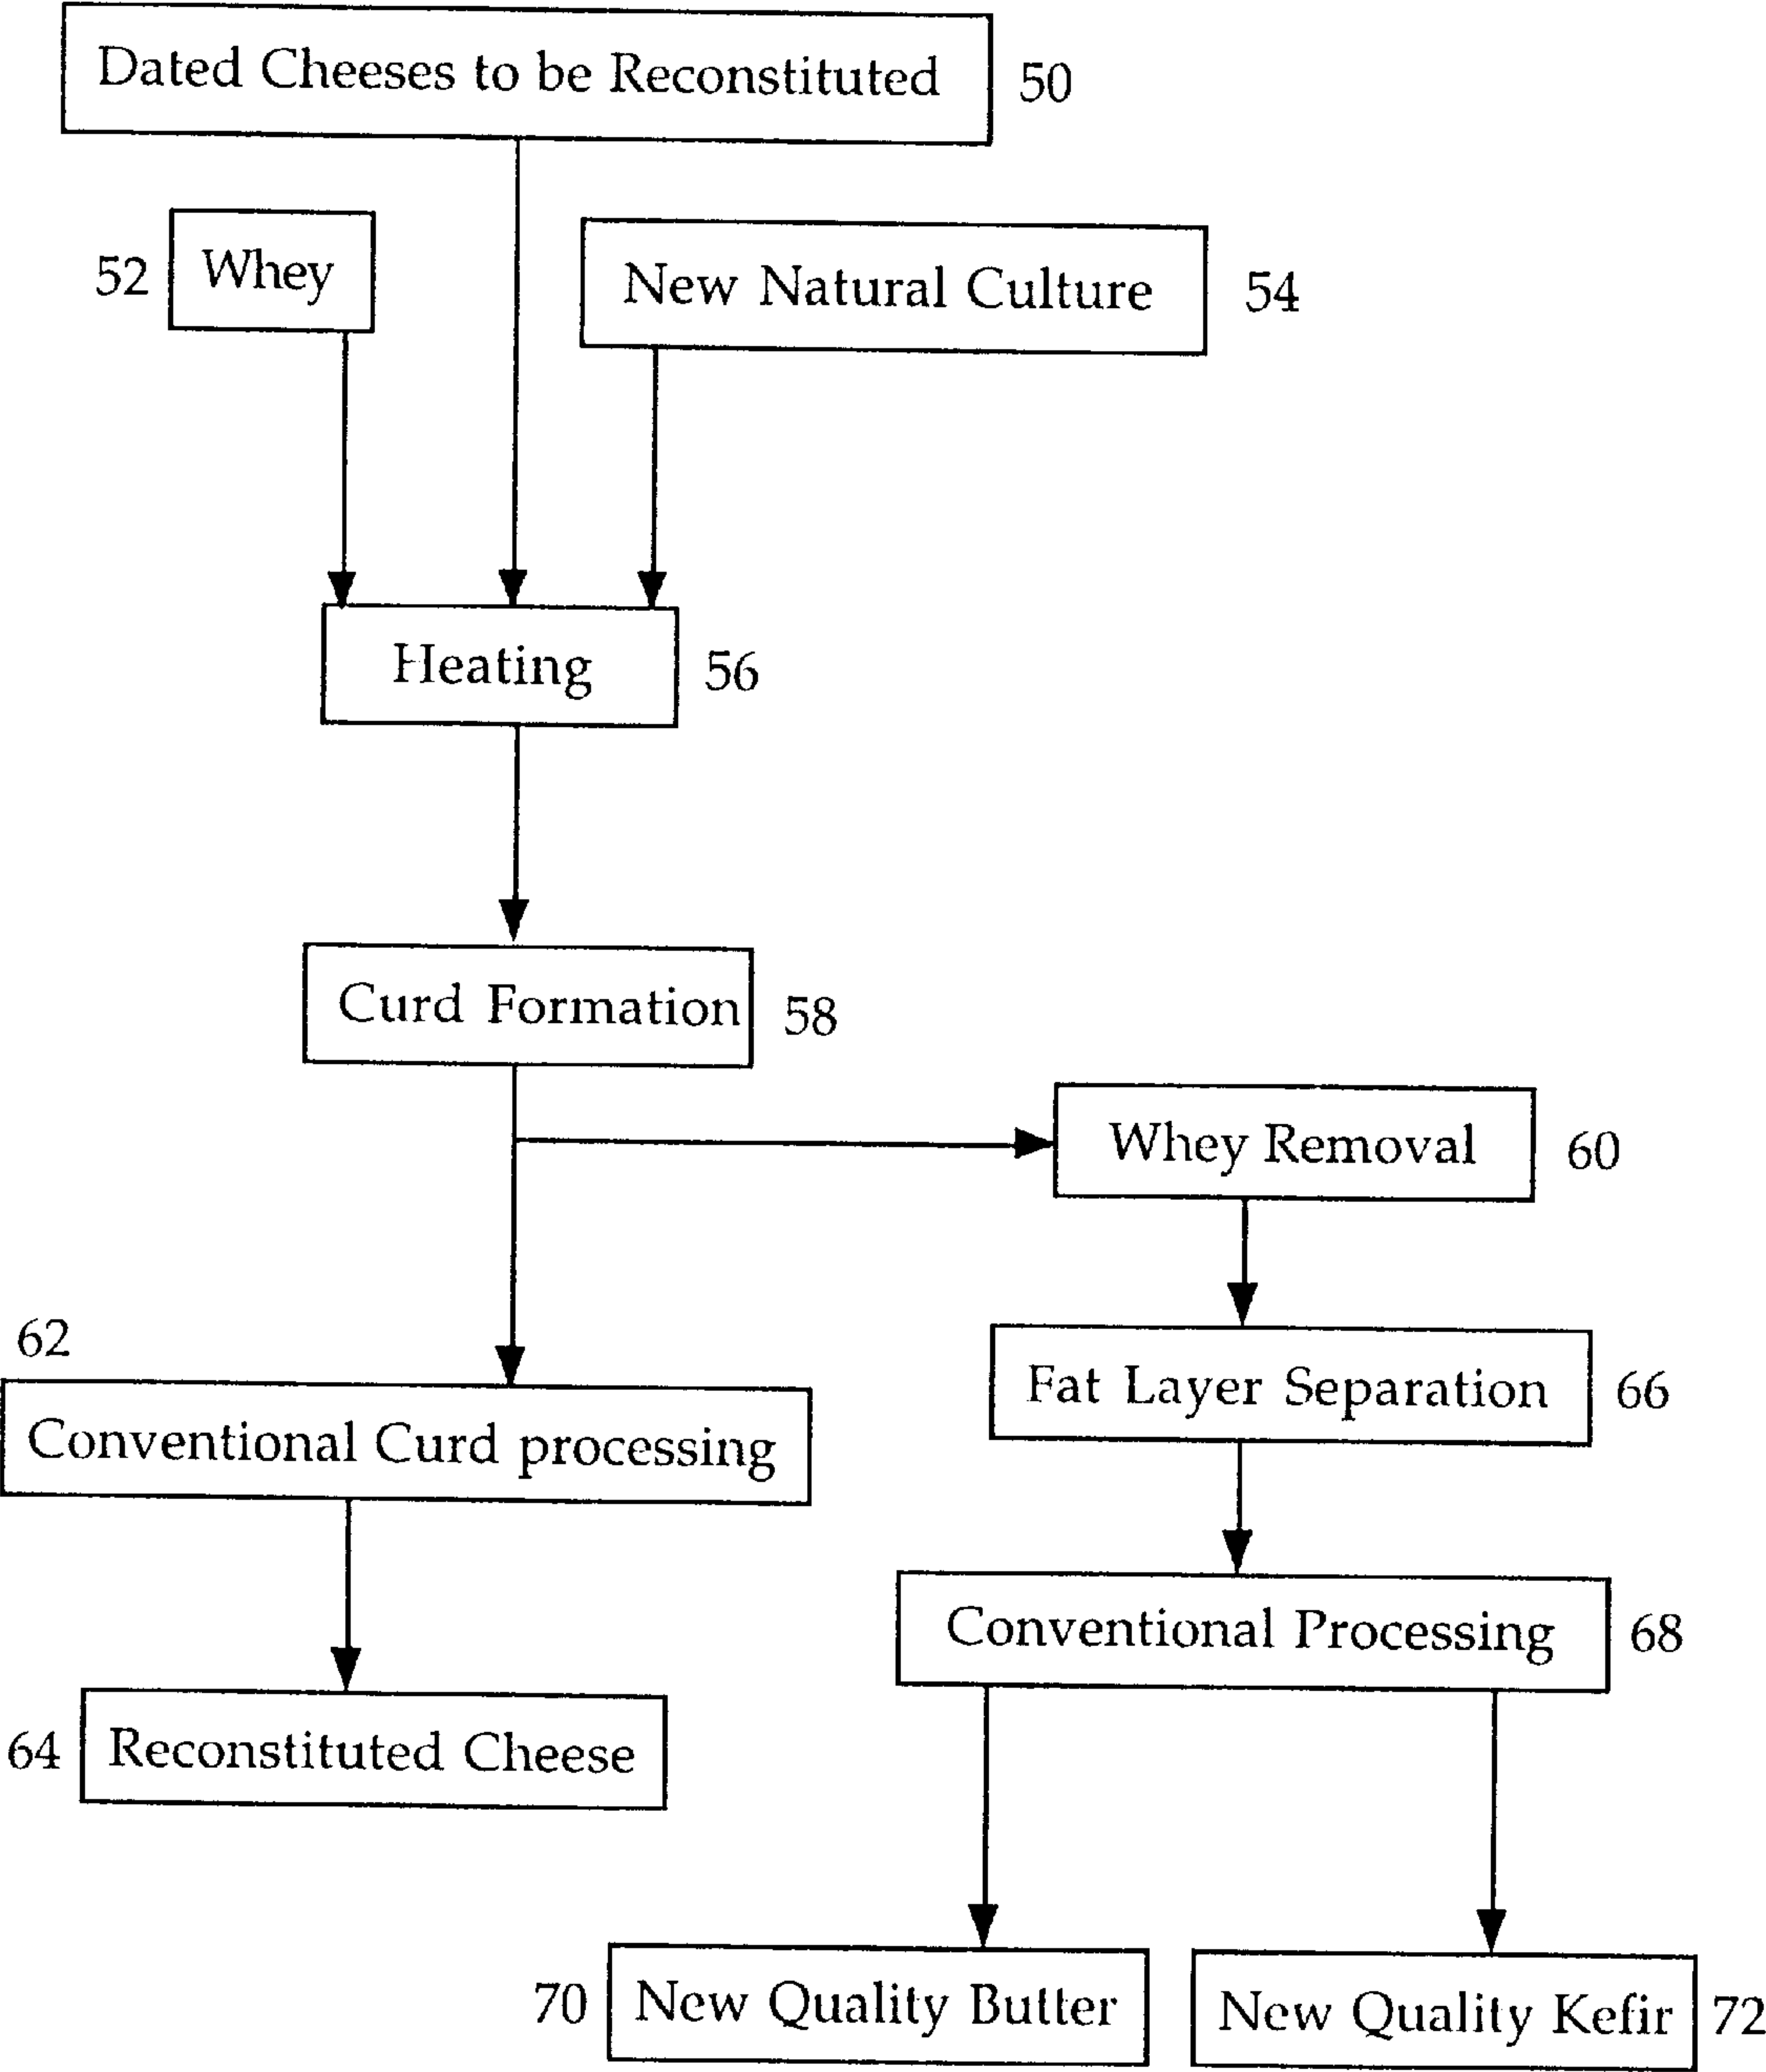 Dated Cheeses to be Reconstituted 50
52 Whey
New Natural Culture 54
Heating 56
Curd Formation 58
Whey Removal 60
62
Conventional Curd processing
Fat Layer Separation 66
Conventional Processing 68
64 Reconstituted Cheese
70 New Quality Butter
New Quality Kefir 72